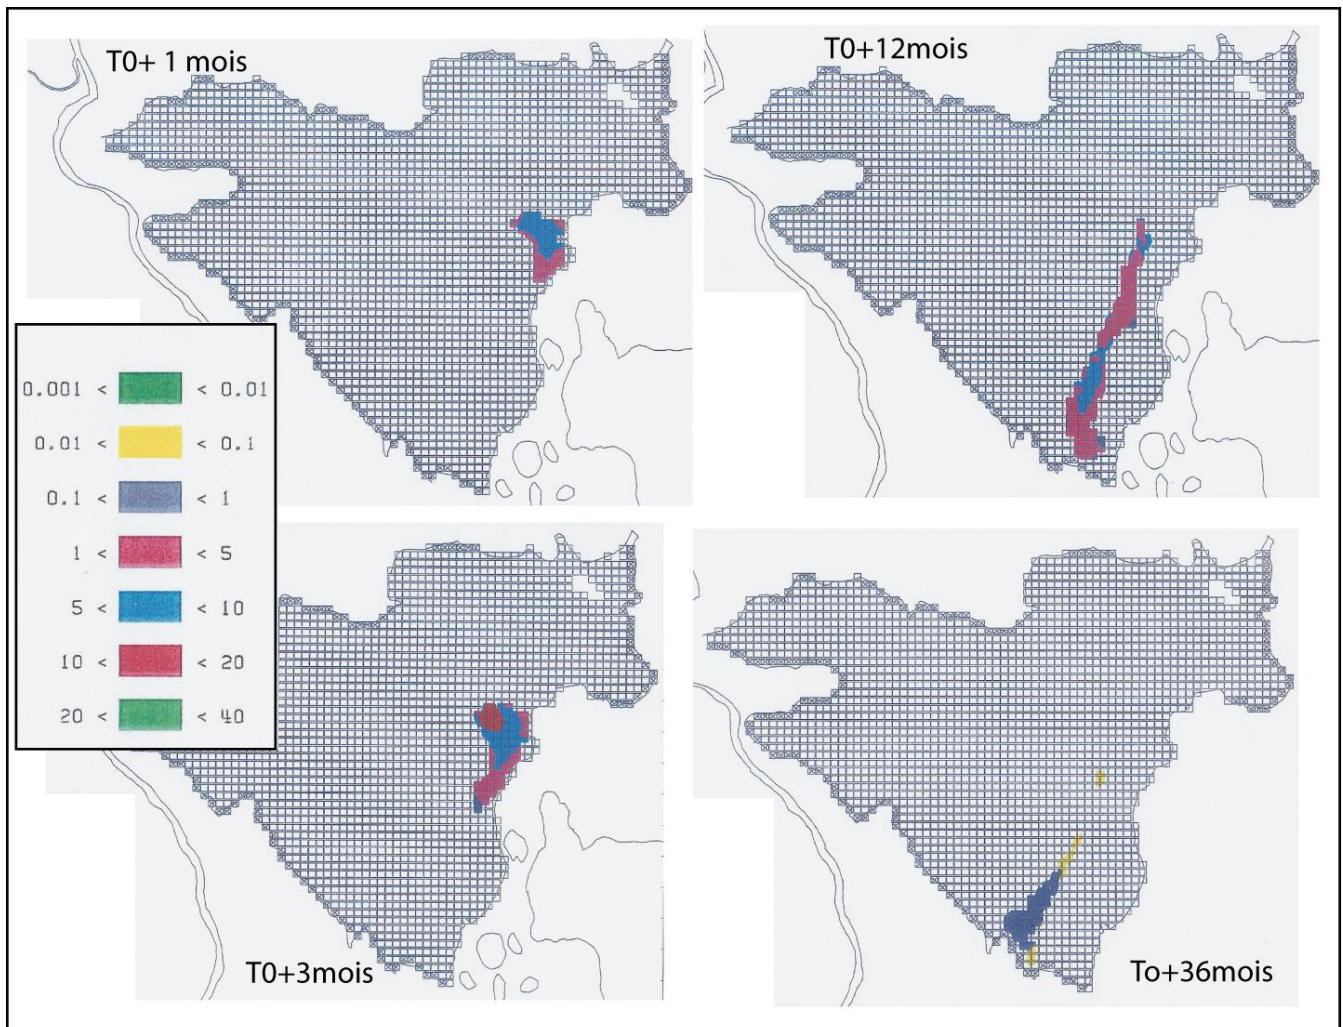 T0+ 1 mois
T0+12mois
0.001 < < 0.01
0.01 < < 0.1
0.1 < < 1
1 < < 5
5 < < 10
10 < < 20
20 < < 40
T0+3mois
To+36mois